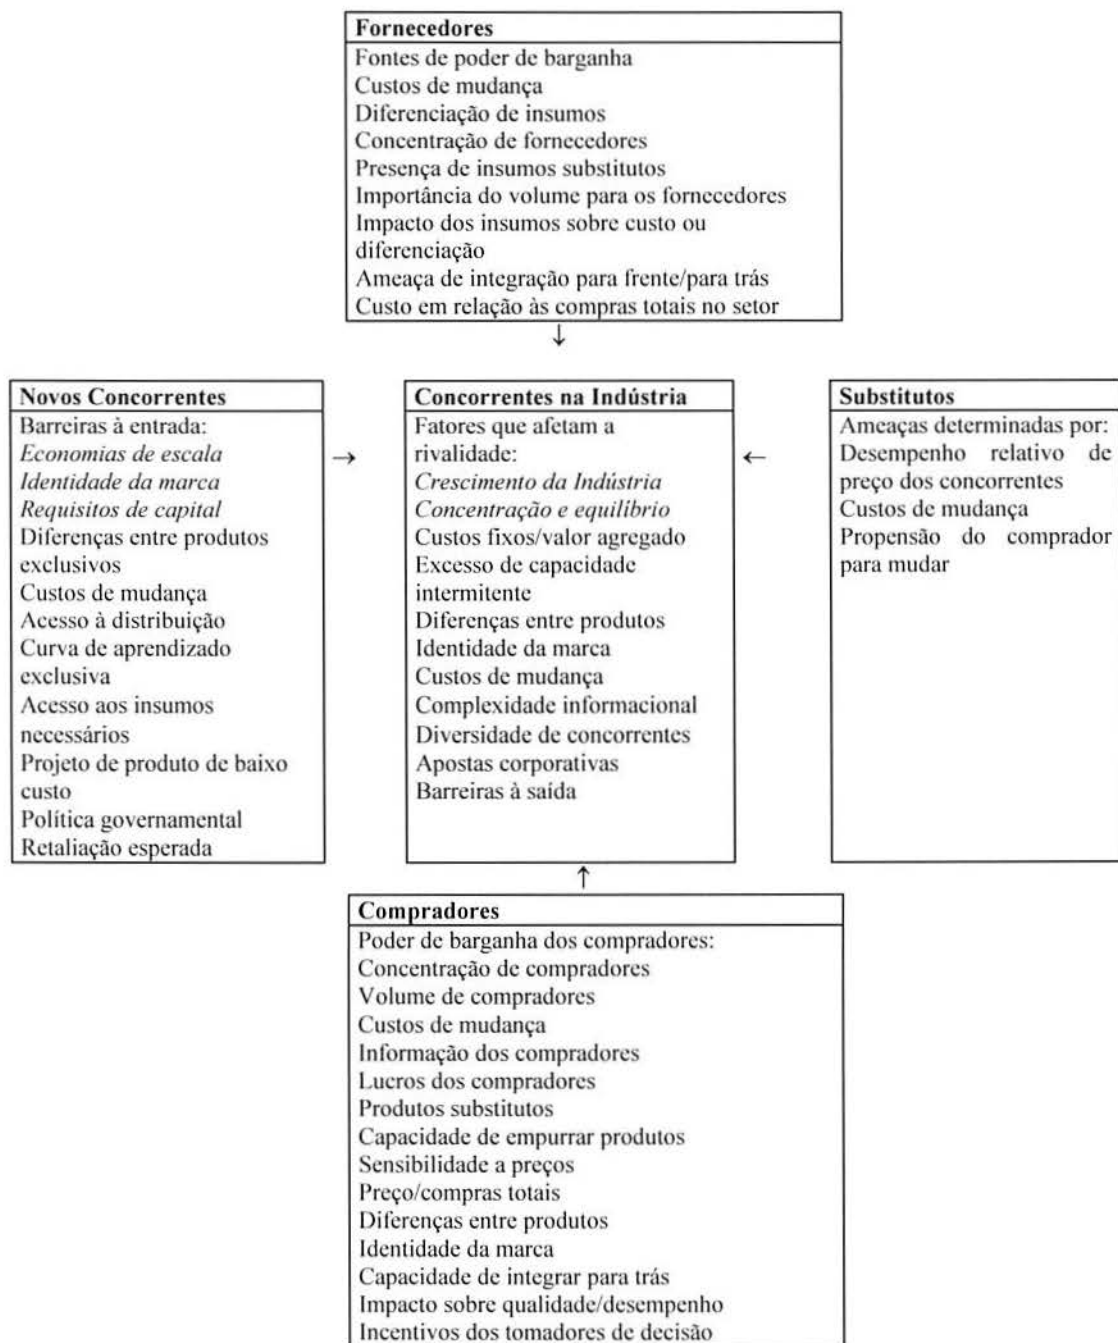 Fornecedores
Fontes de poder de barganha
Custos de mudança
Diferenciação de insumos
Concentração de fornecedores
Presença de insumos substitutos
Importância do volume para os fornecedores
Impacto dos insumos sobre custo ou
diferenciação
Ameaça de integração para frente/para trás
Custo em relação às compras totais no setor
↓
Novos Concorrentes
Barreiras à entrada:
Economias de escala
Identidade da marca
Requisitos de capital
Diferenças entre produtos
exclusivos
Custos de mudança
Acesso à distribuição
Curva de aprendizado
exclusiva
Acesso aos insumos
necessários
Projeto de produto de baixo
custo
Política governamental
Retaliação esperada
→
Concorrentes na Indústria
Fatores que afetam a
rivalidade:
Crescimento da Indústria
Concentração e equilíbrio
Custos fixos/valor agregado
Excesso de capacidade
intermitente
Diferenças entre produtos
Identidade da marca
Custos de mudança
Complexidade informacional
Diversidade de concorrentes
Apostas corporativas
Barreiras à saída
←
Substitutos
Ameaças determinadas por:
Desempenho relativo de
preço dos concorrentes
Custos de mudança
Propensão do comprador
para mudar
↑
Compradores
Poder de barganha dos compradores:
Concentração de compradores
Volume de compradores
Custos de mudança
Informação dos compradores
Lucros dos compradores
Produtos substitutos
Capacidade de empurrar produtos
Sensibilidade a preços
Preço/compras totais
Diferenças entre produtos
Identidade da marca
Capacidade de integrar para trás
Impacto sobre qualidade/desempenho
Incentivos dos tomadores de decisão